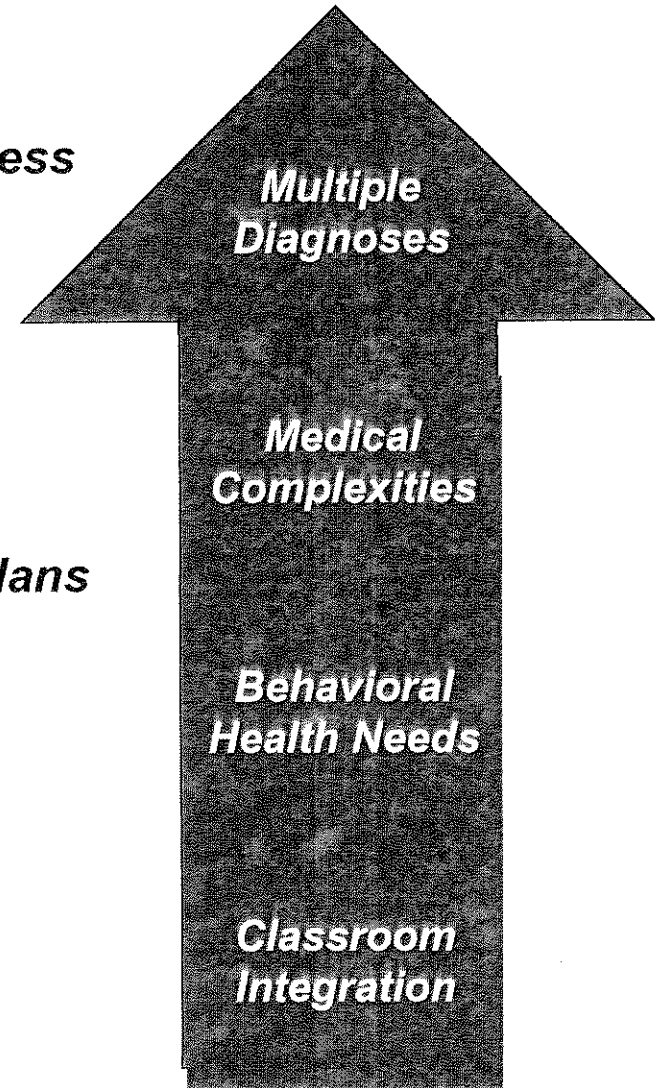 ess
Multiple
Diagnoses
Medical
Complexities
lans
Behavioral
Health Needs
Classroom
Integration